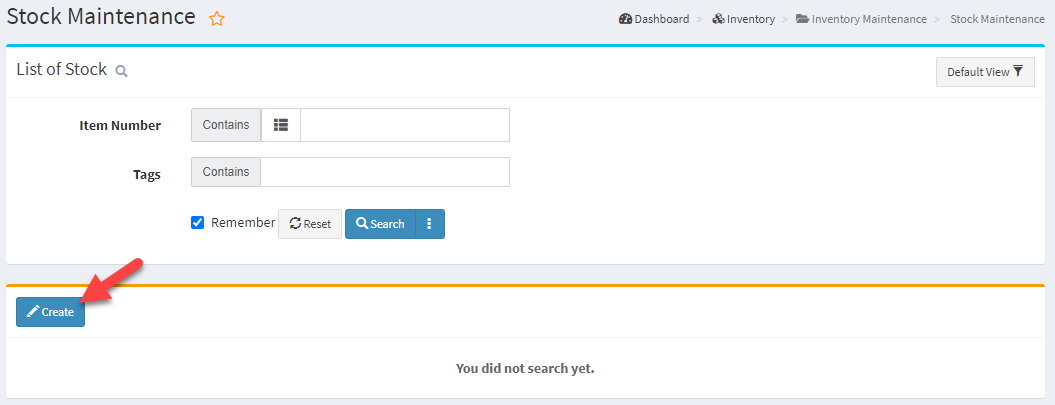 Stock Maintenance
Dashboard > Inventory > Inventory Maintenance > Stock Maintenance
List of Stock
Default View
Item Number Contains
Tags Contains
Remember Reset Search
Create
You did not search yet.